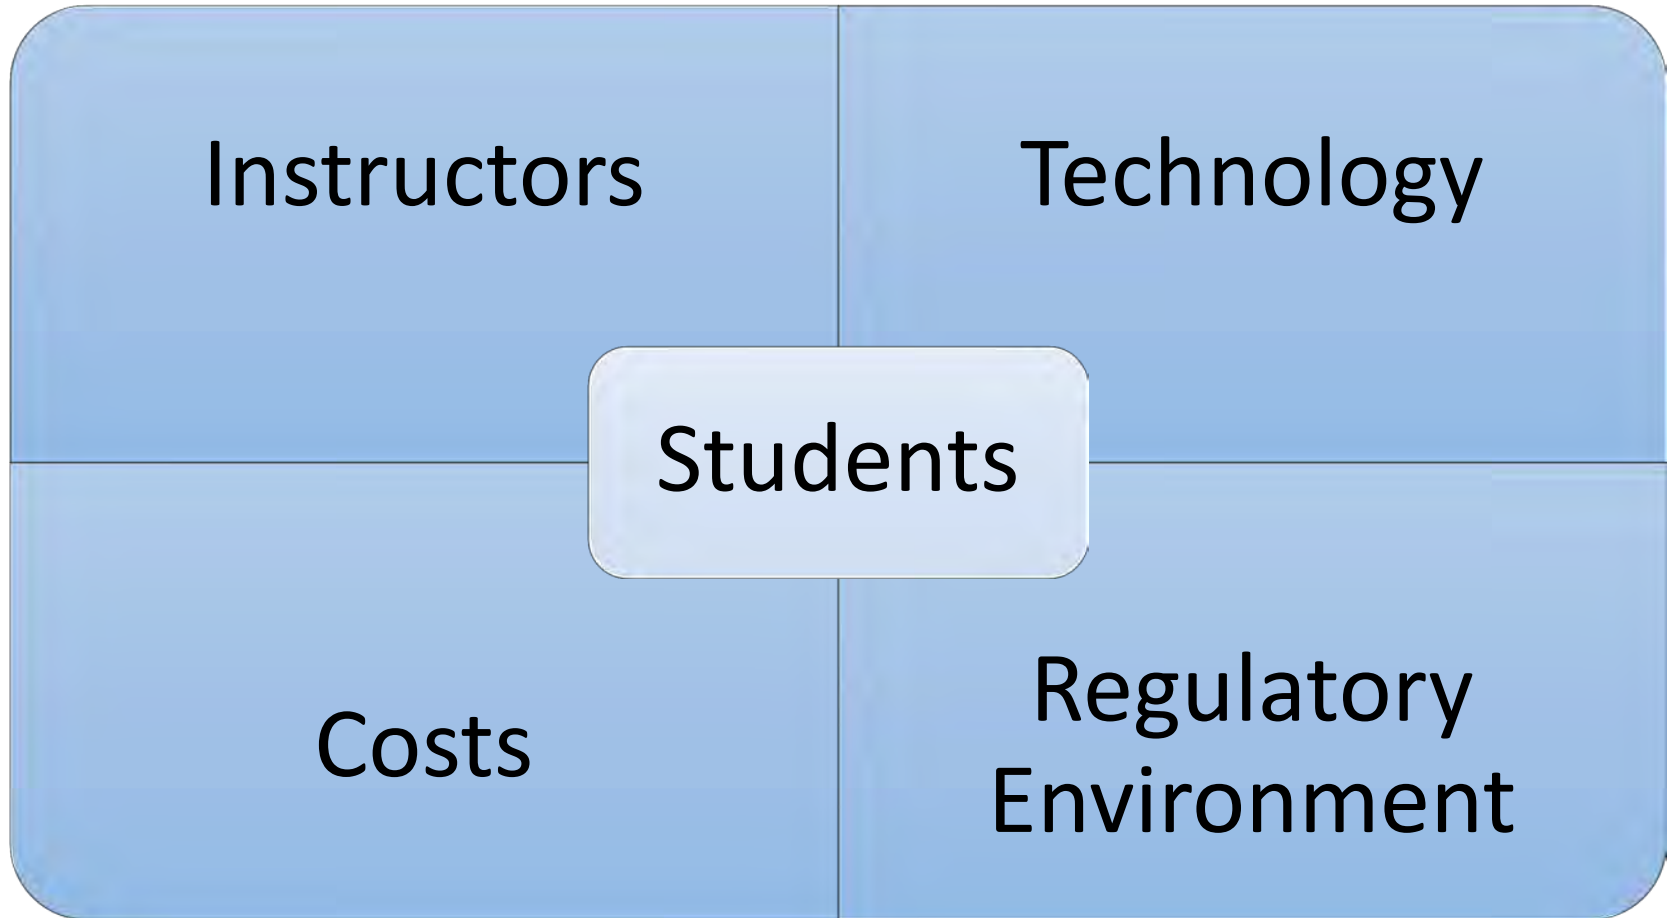 Instructors
Technology
Students
Costs
Regulatory
Environment